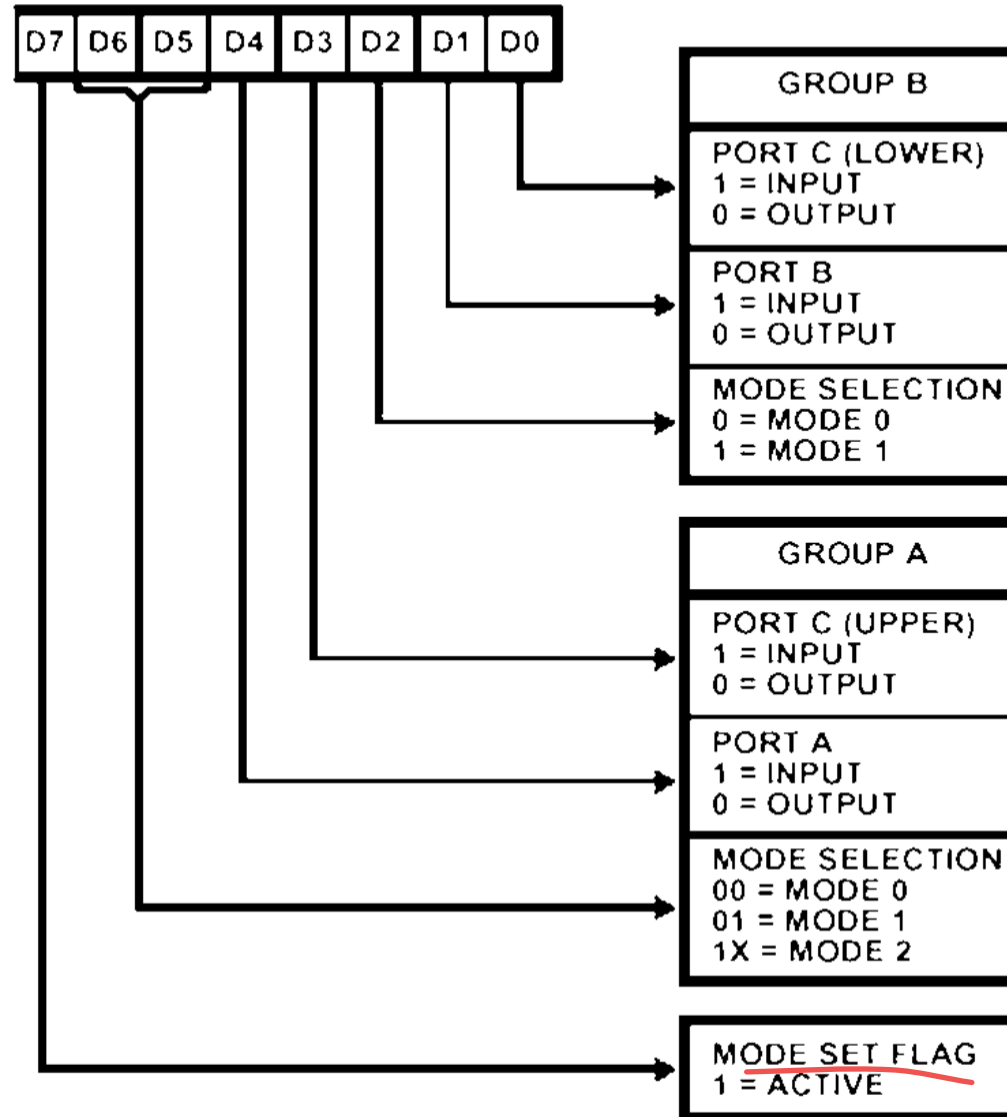 D7 D6 D5 D4 D3 D2 D1 D0
GROUP B
PORT C (LOWER)
1 = INPUT
0 = OUTPUT
PORT B
1 = INPUT
0 = OUTPUT
MODE SELECTION
0 = MODE 0
1 = MODE 1
GROUP A
PORT C (UPPER)
1 = INPUT
0 = OUTPUT
PORT A
1 = INPUT
0 = OUTPUT
MODE SELECTION
00 = MODE 0
01 = MODE 1
1X = MODE 2
MODE SET FLAG
1 = ACTIVE